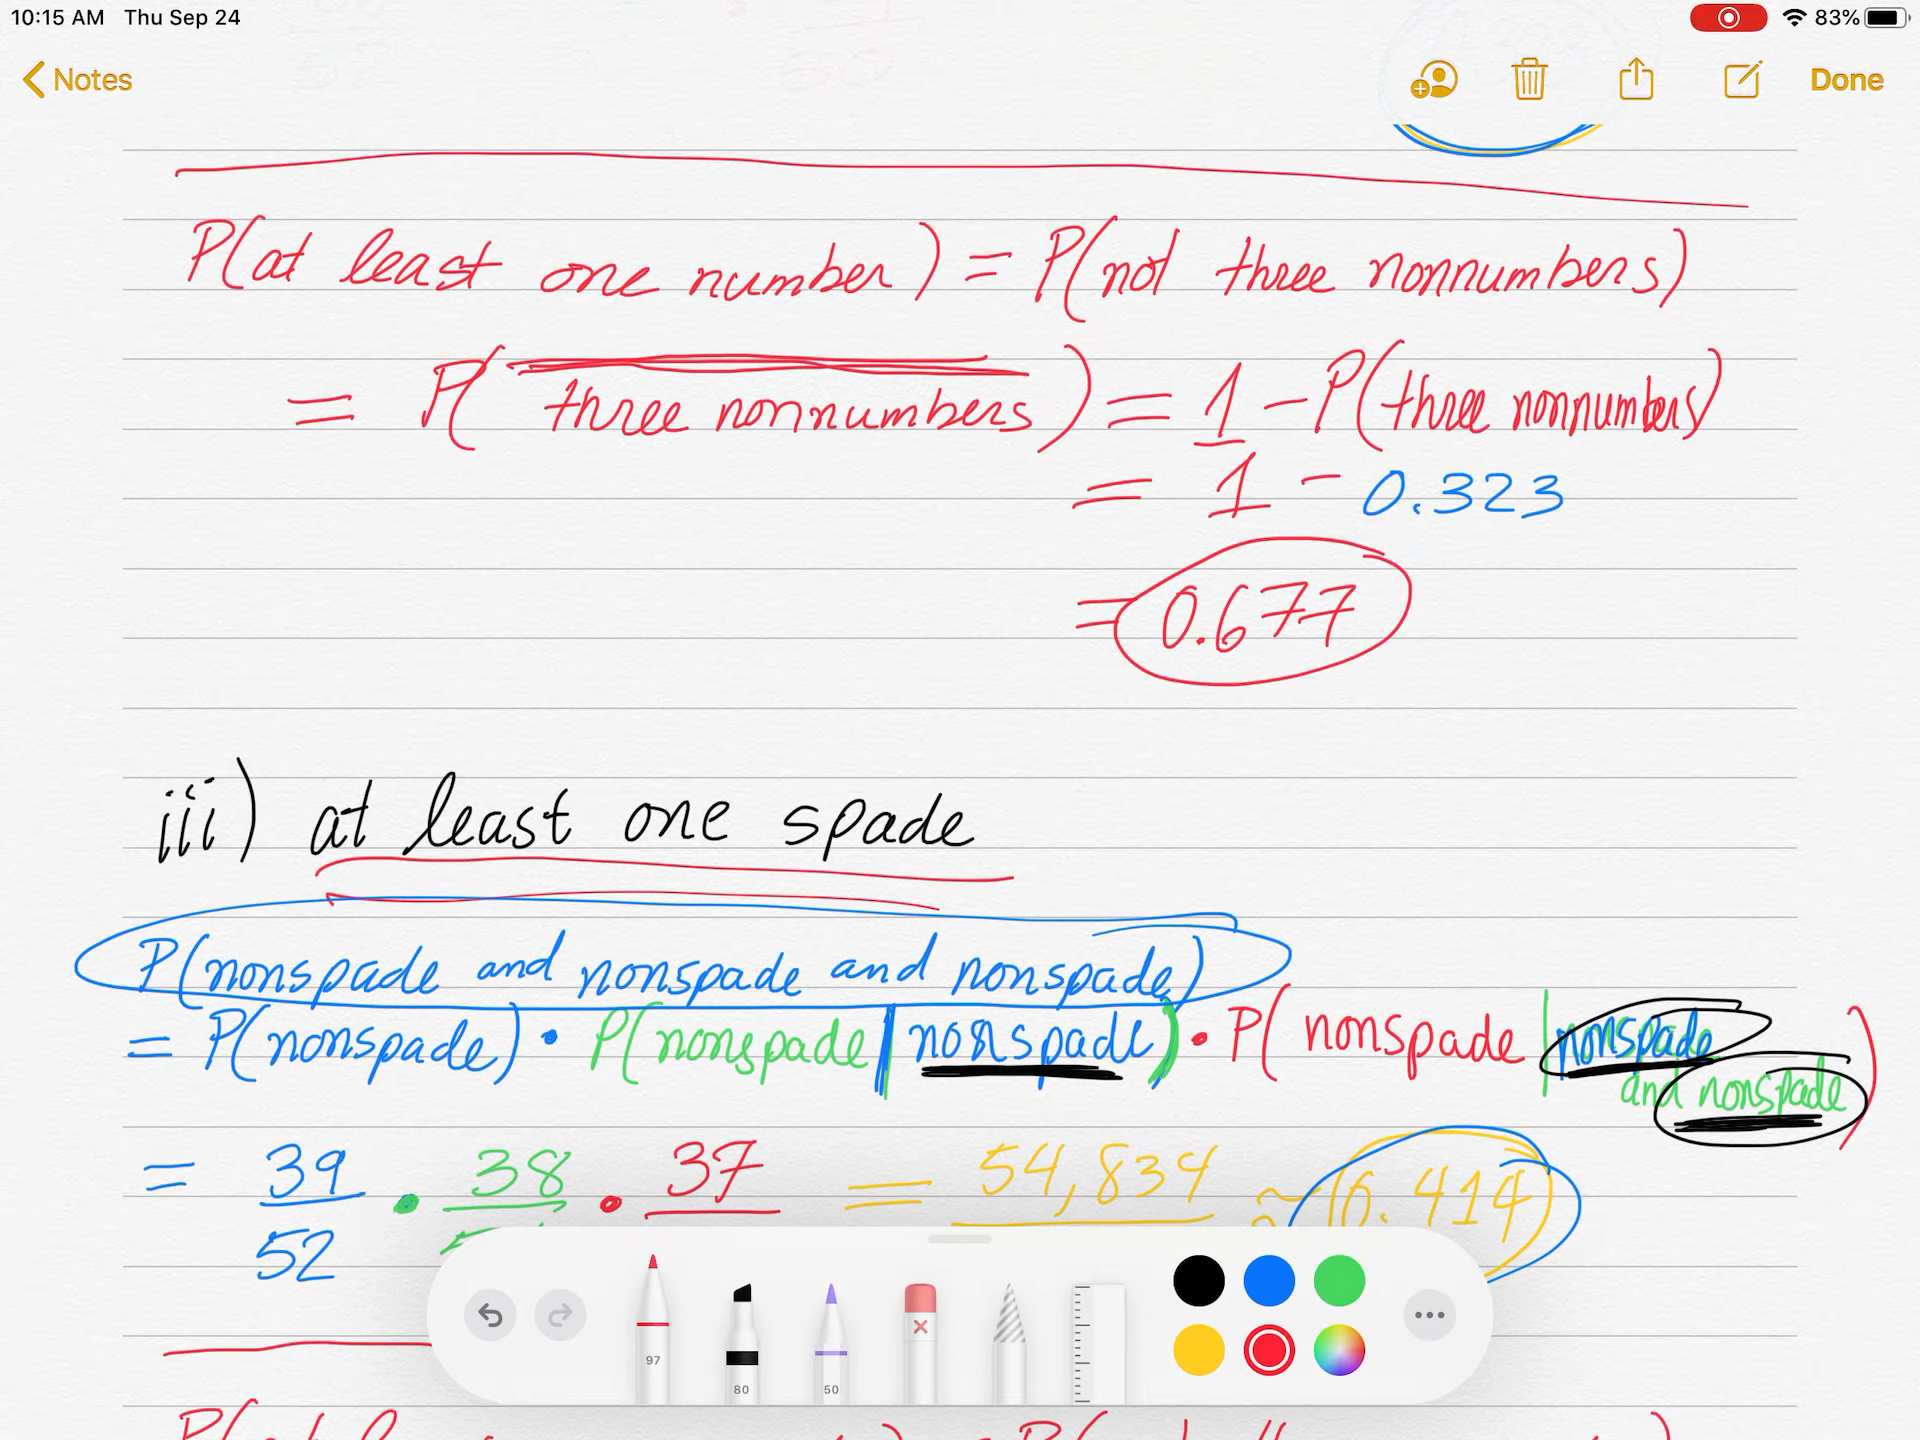 10:15 AM Thu Sep 24 83%
Notes Done
P(at least one number) = P(not three nonnumbers)
= P(three nonnumbers) = 1 - P(three nonnumbers)
= 1 - 0.323
= 0.677
iii) at least one spade
P(nonspade and nonspade and nonspade)
= P(nonspade) • P(nonspade | nonspade) • P(nonspade | nonspade
and nonspade)
= 39 • 38 • 37 = 54,834 ≈ 0.414
52
97 80 50